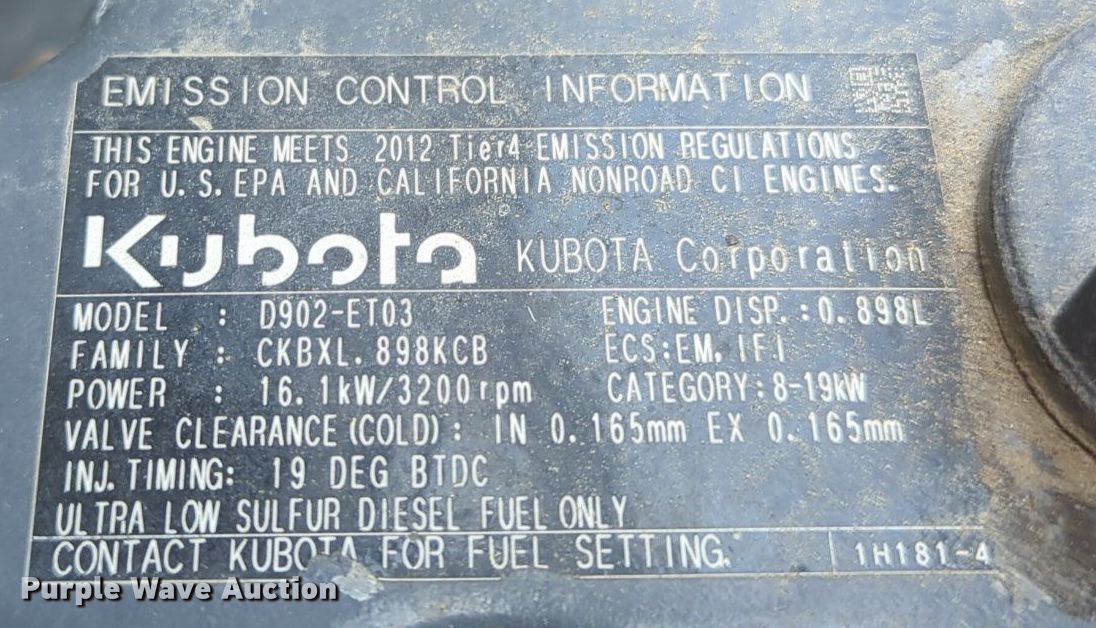 EMISSION CONTROL INFORMATION
THIS ENGINE MEETS 2012 Tier4 EMISSION REGULATIONS
FOR U.S.EPA AND CALIFORNIA NONROAD CI ENGINES.
Kubota KUBOTA Corporation
MODEL : D902-ET03 ENGINE DISP.:0.898L
FAMILY : CKBXL.898KCB ECS:EM,IFI
POWER : 16.1kW/3200rpm CATEGORY:8-19kW
VALVE CLEARANCE(COLD): IN 0.165mm EX 0.165mm
INJ.TIMING: 19 DEG BTDC
ULTRA LOW SULFUR DIESEL FUEL ONLY
CONTACT KUBOTA FOR FUEL SETTING. 1H181-4
Purple Wave Auction